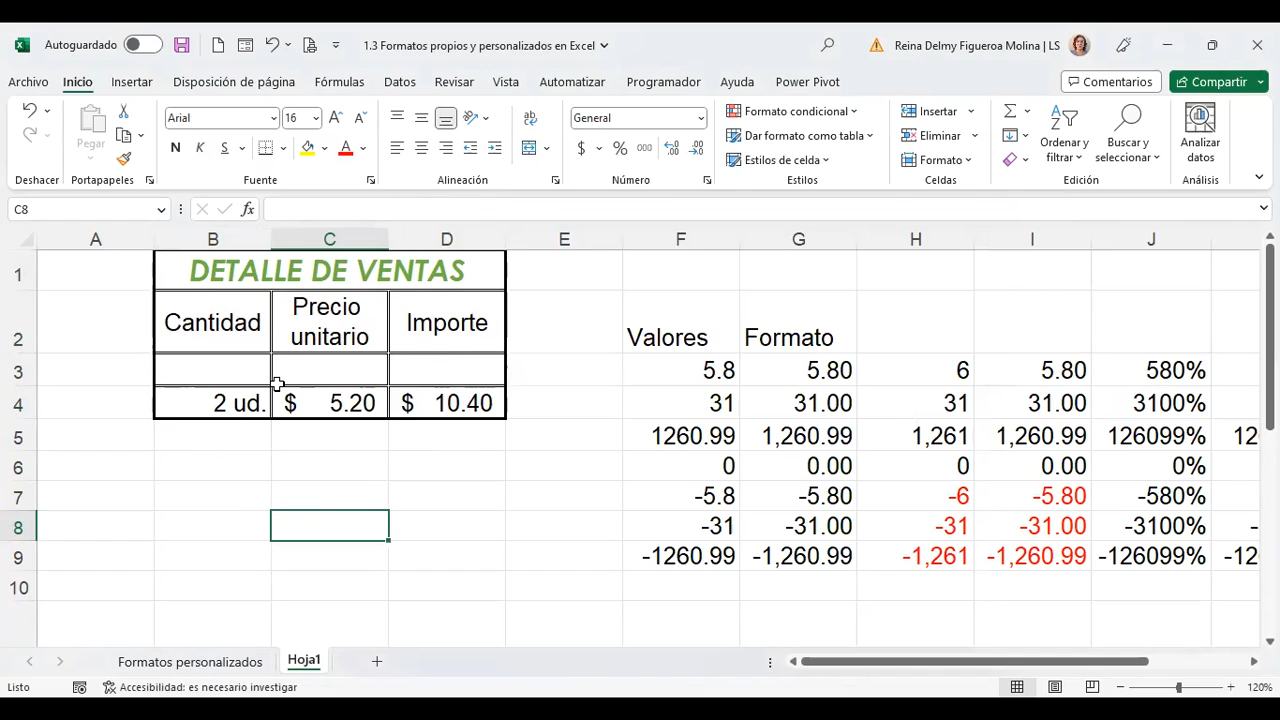 Autoguardado
1.3 Formatos propios y personalizados en Excel
Reina Delmy Figueroa Molina | LS
Archivo Inicio Insertar Disposición de página Fórmulas Datos Revisar Vista Automatizar Programador Ayuda Power Pivot
Comentarios Compartir
Pegar
Arial 16
N K S
General
$ % 000
Formato condicional
Dar formato como tabla
Estilos de celda
Insertar
Eliminar
Formato
Ordenar y
filtrar
Buscar y
seleccionar
Analizar
datos
Deshacer Portapapeles Fuente Alineación Número Estilos Celdas Edición Análisis
C8 fx
A B C D E F G H I J
1 DETALLE DE VENTAS
2 Cantidad Precio unitario Importe Valores Formato
3 5.8 5.80 6 5.80 580%
4 2 ud. $ 5.20 $ 10.40 31 31.00 31 31.00 3100%
5 1260.99 1,260.99 1,261 1,260.99 126099% 12
6 0 0.00 0 0.00 0%
7 -5.8 -5.80 -6 -5.80 -580%
8 -31 -31.00 -31 -31.00 -3100% -
9 -1260.99 -1,260.99 -1,261 -1,260.99 -126099% -12
10
Formatos personalizados Hoja1
Listo Accesibilidad: es necesario investigar 120%